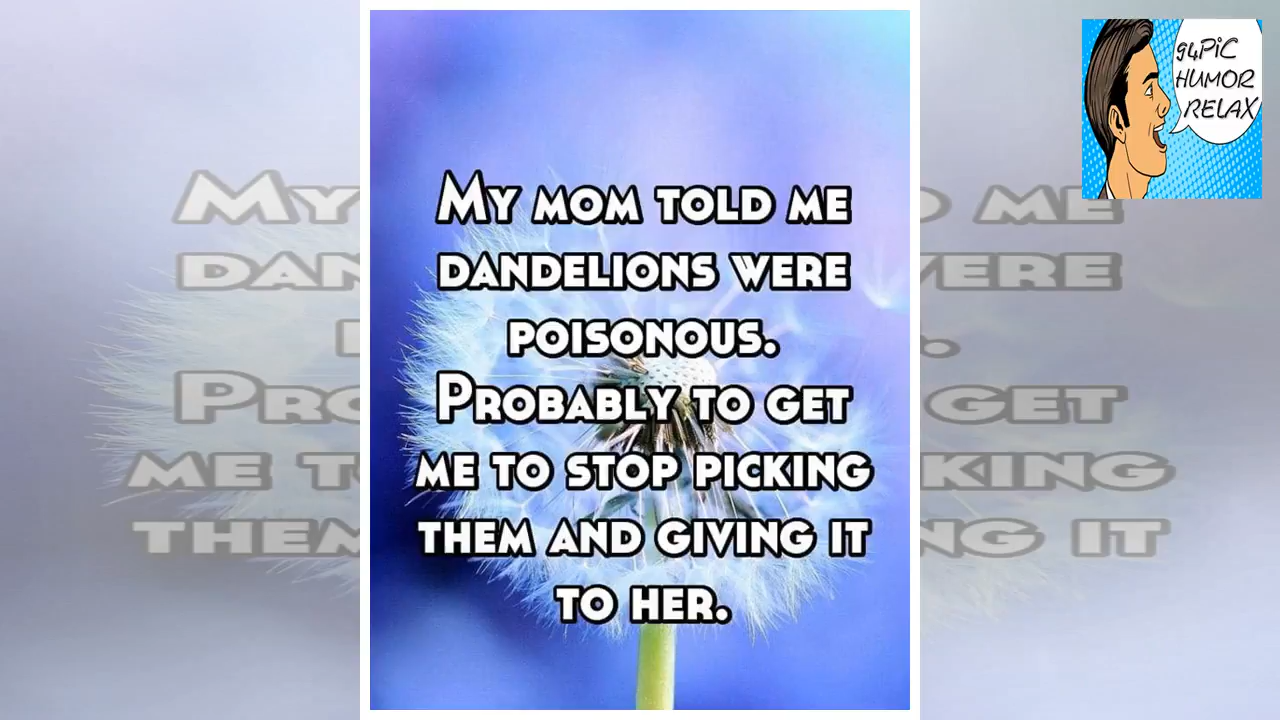 My mom told me
dandelions were
poisonous.
Probably to get
me to stop picking
them and giving it
to her.
94PiC
HUMOR
RELAX